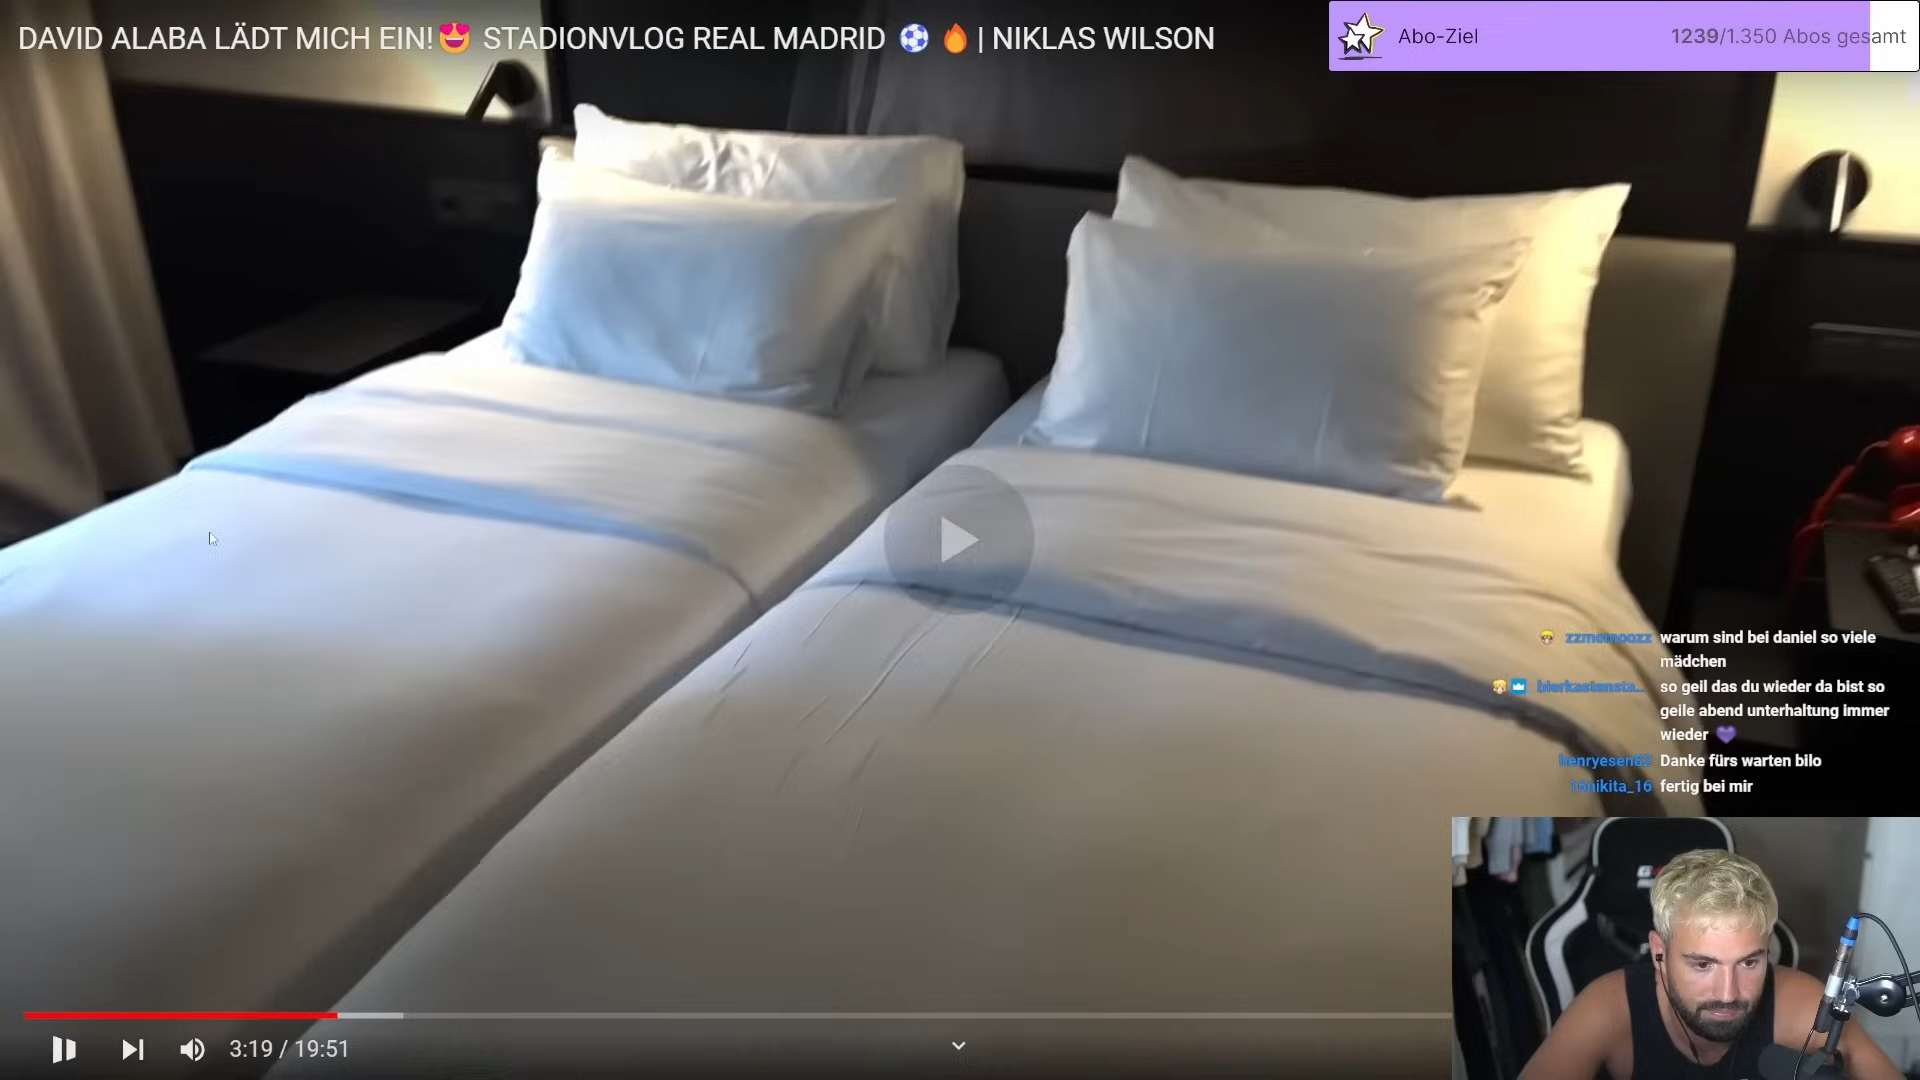 DAVID ALABA LÄDT MICH EIN!😍 STADIONVLOG REAL MADRID ⚽ 🔥 | NIKLAS WILSON
Abo-Ziel 1239/1.350 Abos gesamt
warum sind bei daniel so viele
mädchen
so geil das du wieder da bist so
geile abend unterhaltung immer
wieder 💜
henryesen62 Danke fürs warten bilo
16nikita_16 fertig bei mir
3:19 / 19:51